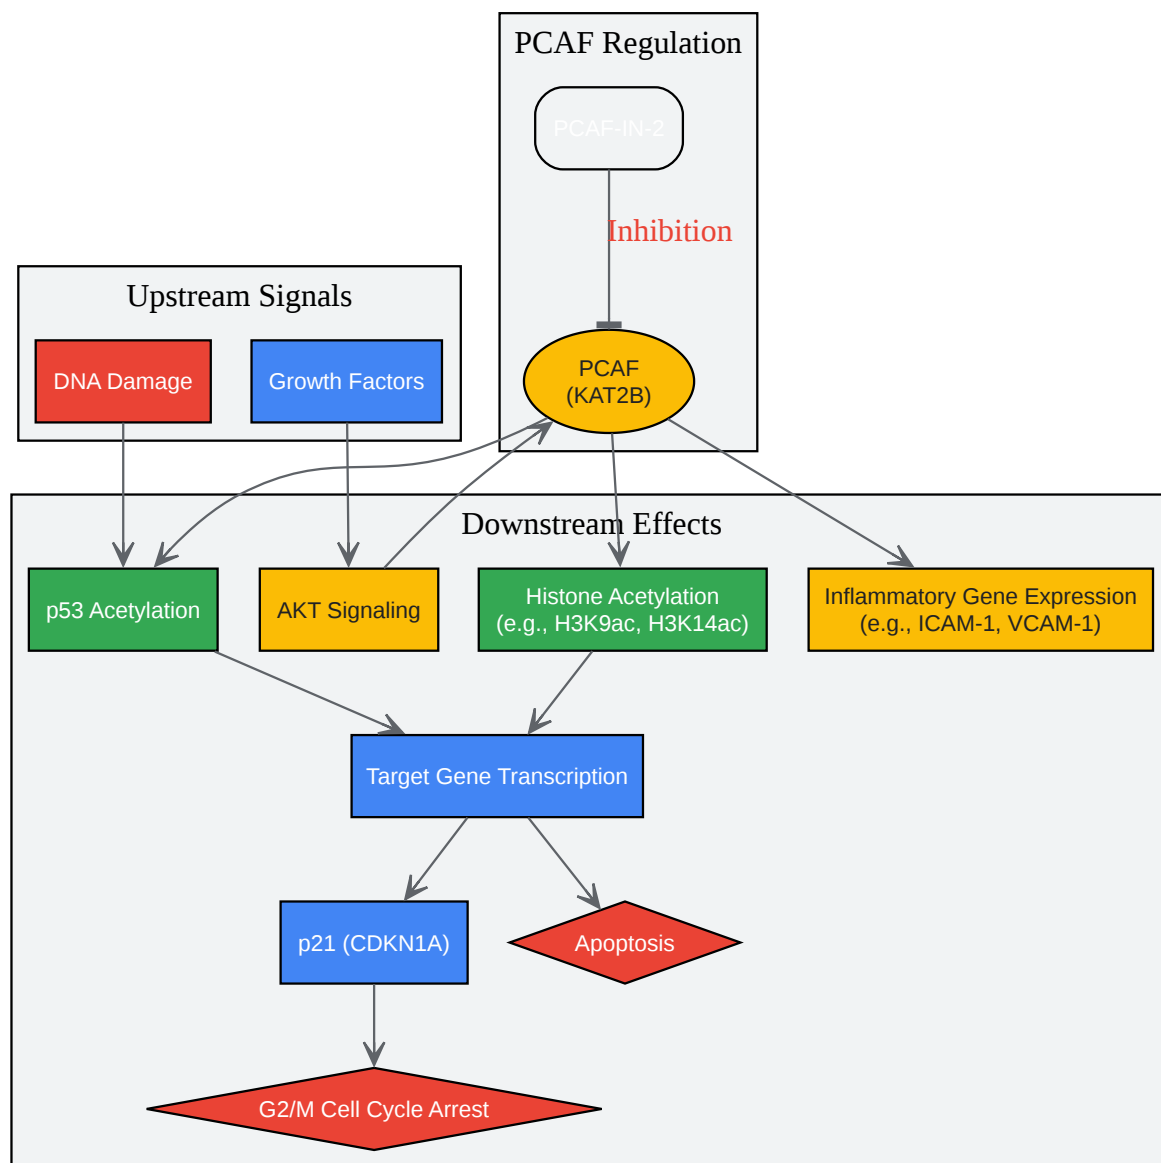 PCAF Regulation
PCAF-IN-2
Inhibition
Upstream Signals
DNA Damage
Growth Factors
PCAF
(KAT2B)
Downstream Effects
p53 Acetylation
AKT Signaling
Histone Acetylation
(e.g., H3K9ac, H3K14ac)
Inflammatory Gene Expression
(e.g., ICAM-1, VCAM-1)
Target Gene Transcription
p21 (CDKN1A)
Apoptosis
G2/M Cell Cycle Arrest